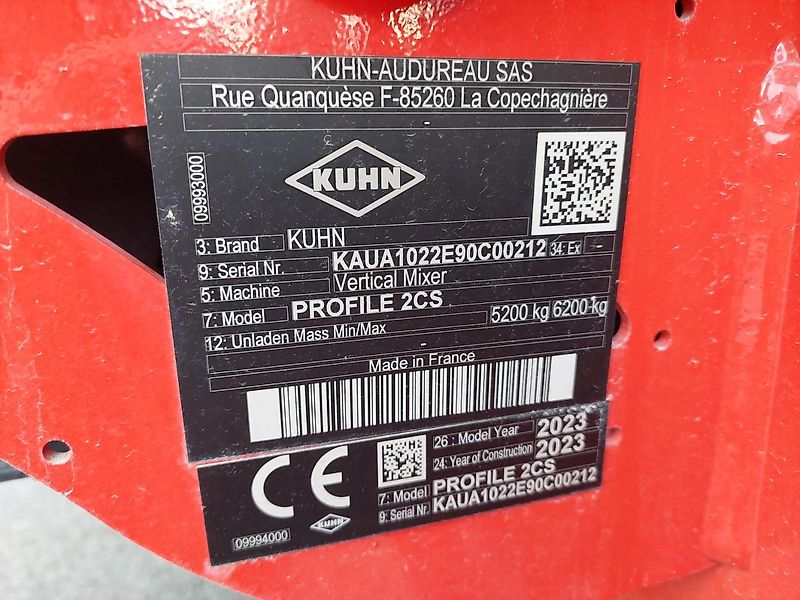 KUHN-AUDUREAU SAS
Rue Quanquèse F-85260 La Copechagnière
-
09993000
KUHN
3: Brand KUHN
9: Serial Nr. KAUA1022E90C00212 34: Ex -
5: Machine Vertical Mixer
7: Model PROFILE 2CS
12: Unladen Mass Min/Max 5200 kg 6200 kg
Made in France
CE
26 : Model Year 2023
24: Year of Construction 2023
7: Model PROFILE 2CS
9: Serial Nr. KAUA1022E90C00212
KUHN
09994000